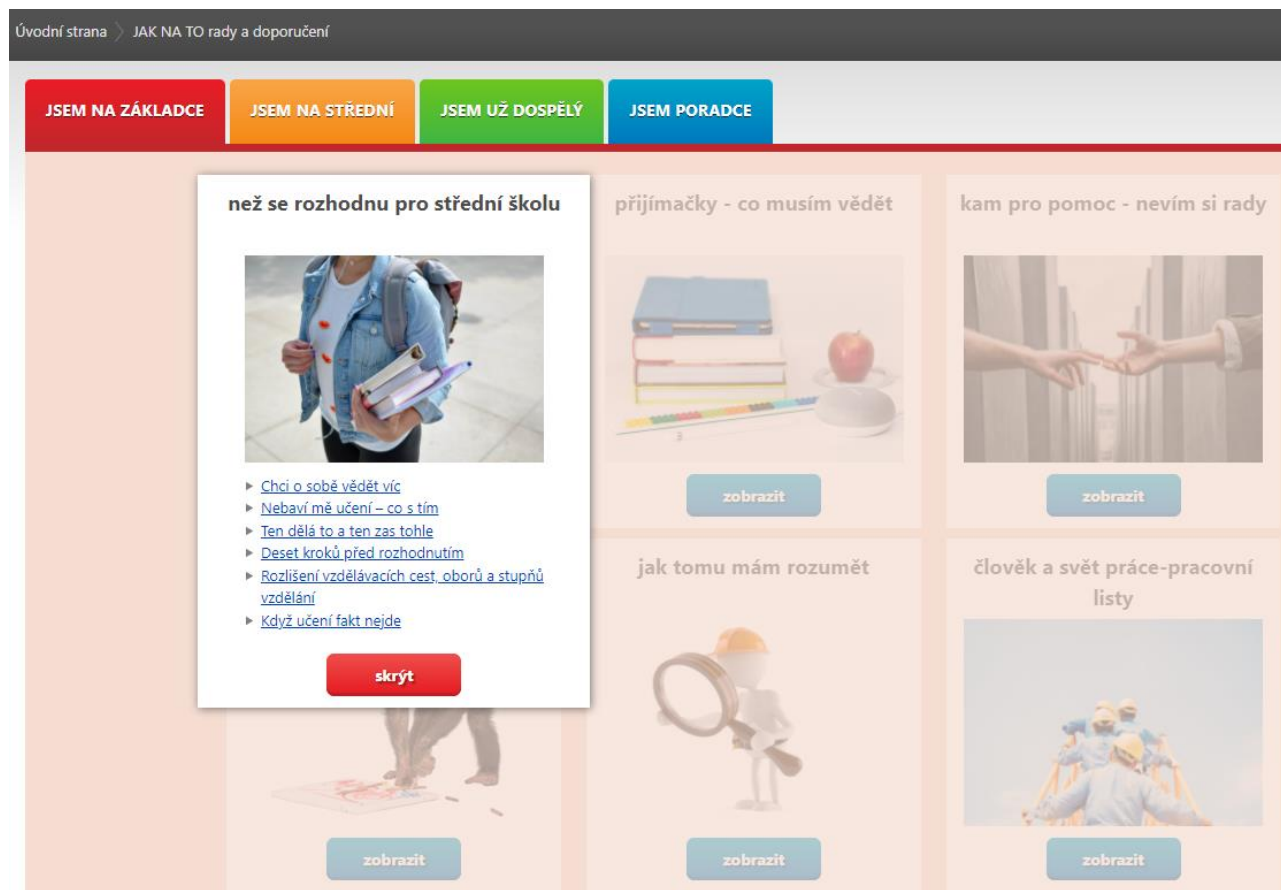 Úvodní strana
JAK NA TO rady a doporučení
JSEM NA ZÁKLADCE
JSEM NA STŘEDNÍ
JSEM UŽ DOSPĚLÝ
JSEM PORADCE
než se rozhodnu pro střední školu
Chci o sobě vědět víc
Nebaví mě učení – co s tím
Ten dělá to a ten zas tohle
Deset kroků před rozhodnutím
Rozlišení vzdělávacích cest, oborů a stupňů
vzdělání
Když učení fakt nejde
skrýt
přijímačky - co musím vědět
zobrazit
kam pro pomoc - nevím si rady
zobrazit
zobrazit
jak tomu mám rozumět
zobrazit
člověk a svět práce-pracovní
listy
zobrazit